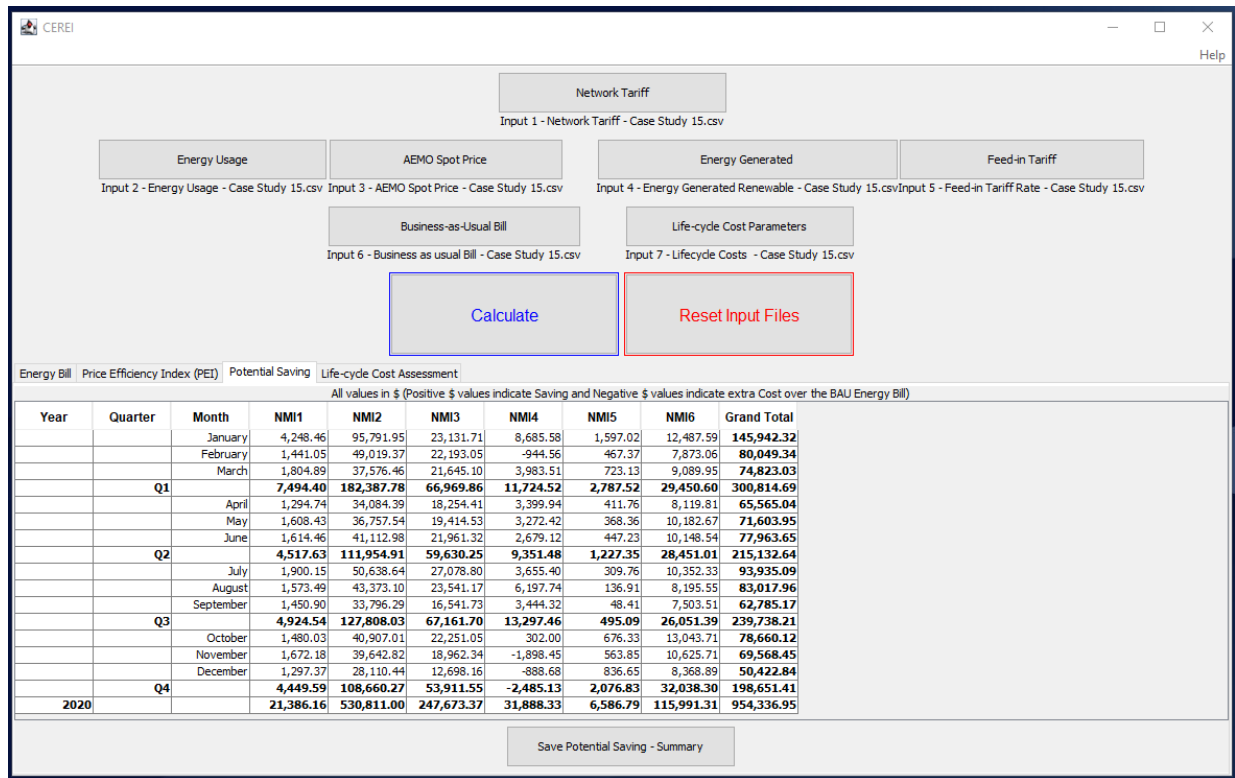 CEREI
Help
Network Tariff
Input 1 - Network Tariff - Case Study 15.csv
Energy Usage AEMO Spot Price Energy Generated Feed-in Tariff
Input 2 - Energy Usage - Case Study 15.csv Input 3 - AEMO Spot Price - Case Study 15.csv Input 4 - Energy Generated Renewable - Case Study 15.csv Input 5 - Feed-in Tariff Rate - Case Study 15.csv
Business-as-Usual Bill Life-cycle Cost Parameters
Input 6 - Business as usual Bill - Case Study 15.csv Input 7 - Lifecycle Costs - Case Study 15.csv
Calculate Reset Input Files
Energy Bill Price Efficiency Index (PEI) Potential Saving Life-cycle Cost Assessment
All values in $ (Positive $ values indicate Saving and Negative $ values indicate extra Cost over the BAU Energy Bill)
Year Quarter Month NMI1 NMI2 NMI3 NMI4 NMI5 NMI6 Grand Total
January 4,248.46 95,791.95 23,131.71 8,685.58 1,597.02 12,487.59 145,942.32
February 1,441.05 49,019.37 22,193.05 -944.56 467.37 7,873.06 80,049.34
March 1,804.89 37,576.46 21,645.10 3,983.51 723.13 9,089.95 74,823.03
Q1 7,494.40 182,387.78 66,969.86 11,724.52 2,787.52 29,450.60 300,814.69
April 1,294.74 34,084.39 18,254.41 3,399.94 411.76 8,119.81 65,565.04
May 1,608.43 36,757.54 19,414.53 3,272.42 368.36 10,182.67 71,603.95
June 1,614.46 41,112.98 21,961.32 2,679.12 447.23 10,148.54 77,963.65
Q2 4,517.63 111,954.91 59,630.25 9,351.48 1,227.35 28,451.01 215,132.64
July 1,900.15 50,638.64 27,078.80 3,655.40 309.76 10,352.33 93,935.09
August 1,573.49 43,373.10 23,541.17 6,197.74 136.91 8,195.55 83,017.96
September 1,450.90 33,796.29 16,541.73 3,444.32 48.41 7,503.51 62,785.17
Q3 4,924.54 127,808.03 67,161.70 13,297.46 495.09 26,051.39 239,738.21
October 1,480.03 40,907.01 22,251.05 302.00 676.33 13,043.71 78,660.12
November 1,672.18 39,642.82 18,962.34 -1,898.45 563.85 10,625.71 69,568.45
December 1,297.37 28,110.44 12,698.16 -888.68 836.65 8,368.89 50,422.84
Q4 4,449.59 108,660.27 53,911.55 -2,485.13 2,076.83 32,038.30 198,651.41
2020 21,386.16 530,811.00 247,673.37 31,888.33 6,586.79 115,991.31 954,336.95
Save Potential Saving - Summary